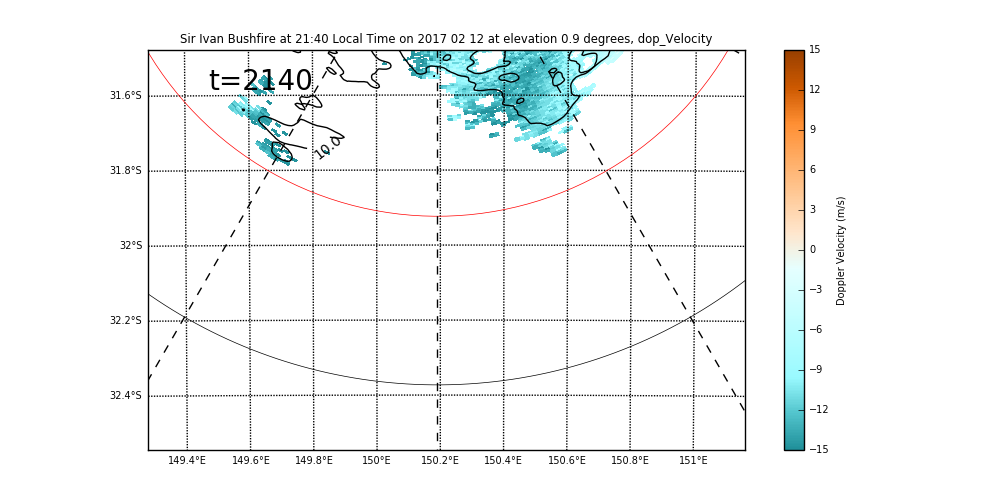 Sir Ivan Bushfire at 21:40 Local Time on 2017 02 12 at elevation 0.9 degrees, dop_Velocity
t=2140
10.0
31.6°S
31.8°S
32°S
32.2°S
32.4°S
149.4°E 149.6°E 149.8°E 150°E 150.2°E 150.4°E 150.6°E 150.8°E 151°E
15
12
9
6
3
0
−3
−6
−9
−12
−15
Doppler Velocity (m/s)